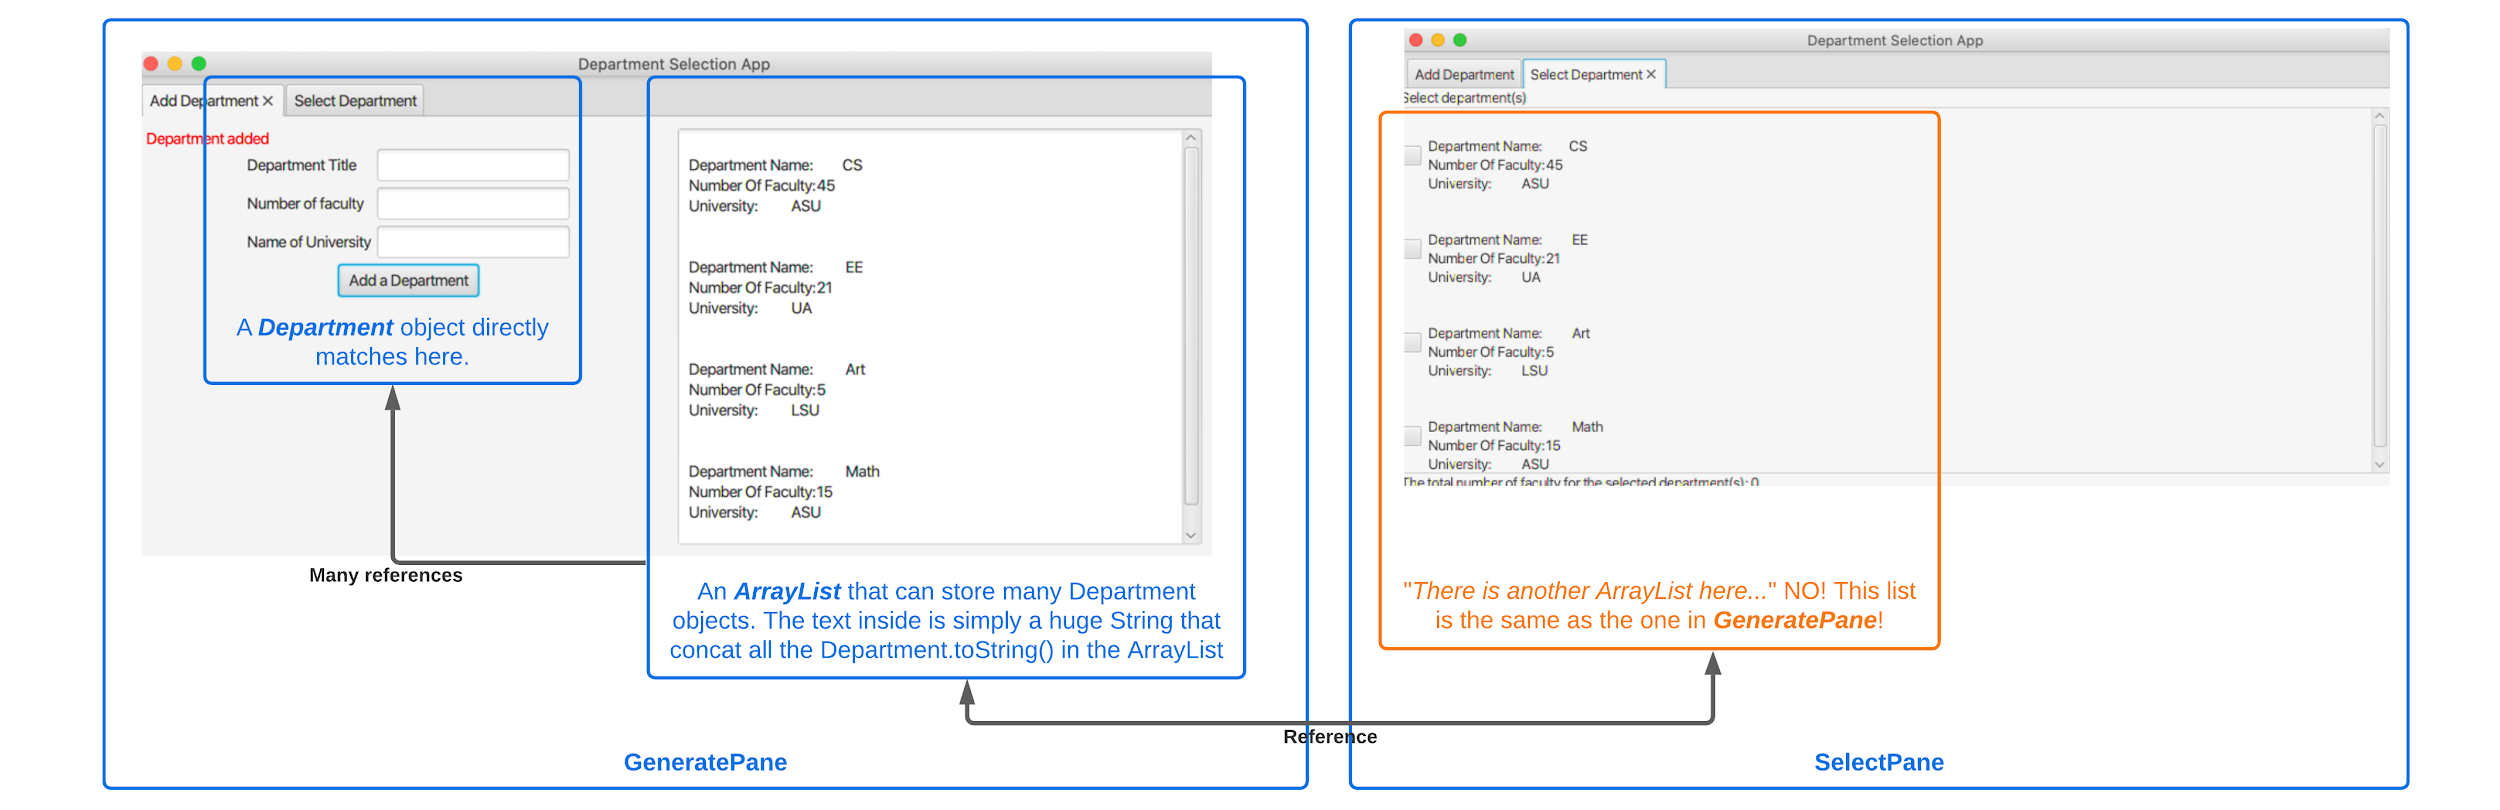 Department Selection App
Add Department ✕
Select Department
Department added
Department Title
Number of faculty
Name of University
Add a Department
A Department object directly
matches here.
Many references
Department Name: CS
Number Of Faculty:45
University: ASU
Department Name: EE
Number Of Faculty:21
University: UA
Department Name: Art
Number Of Faculty:5
University: LSU
Department Name: Math
Number Of Faculty:15
University: ASU
An ArrayList that can store many Department
objects. The text inside is simply a huge String that
concat all the Department.toString() in the ArrayList
GeneratePane
Reference
Department Selection App
Add Department
Select Department ✕
Select department(s)
Department Name: CS
Number Of Faculty:45
University: ASU
Department Name: EE
Number Of Faculty:21
University: UA
Department Name: Art
Number Of Faculty:5
University: LSU
Department Name: Math
Number Of Faculty:15
University: ASU
The total number of faculty for the selected department(s): 0
"There is another ArrayList here..." NO! This list
is the same as the one in GeneratePane!
SelectPane